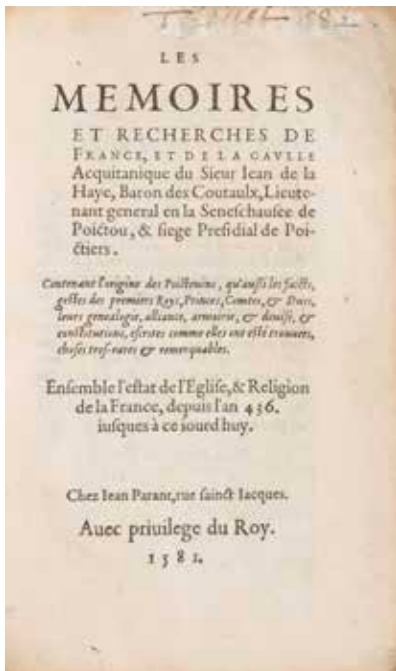 LES
MEMOIRES
ET RECHERCHES DE
FRANCE, ET DE LA GAVLLE
Acquitanique du Sieur Iean de la
Haye, Baron des Coutaulx, Lieute-
nant general en la Seneſchauſee de
Poictou, & ſiege Preſidial de Poi-
ctiers.
Contenant l'origine des Poicteuins, qu'auſſi les faicts,
geſtes des premiers Roys, Princes, Comtes, & Ducs,
leurs genealogie, alliance, armoirie, & deuiſe, &
conſtitutions, eſcrites comme elles ont eſté trouuees,
choſes treſ-rares & remerquables.
Enſemble l'eſtat de l'Egliſe, & Religion
de la France, depuis l'an 436.
iuſques à ce iourd huy.
Chez Iean Parant, rue ſainct Iacques.
Auec priuilege du Roy.
1581.